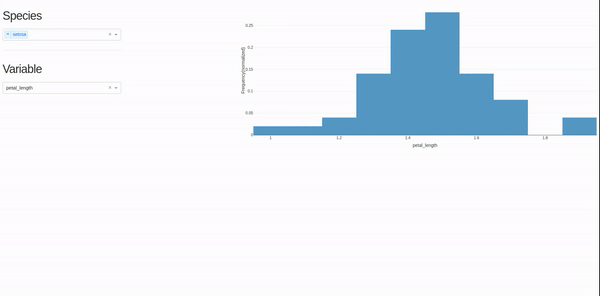 Species
× setosa ×
Variable
petal_length ×
Frequency(normalized)
0.25
0.2
0.15
0.1
0.05
0
1 1.2 1.4 1.6 1.8
petal_length